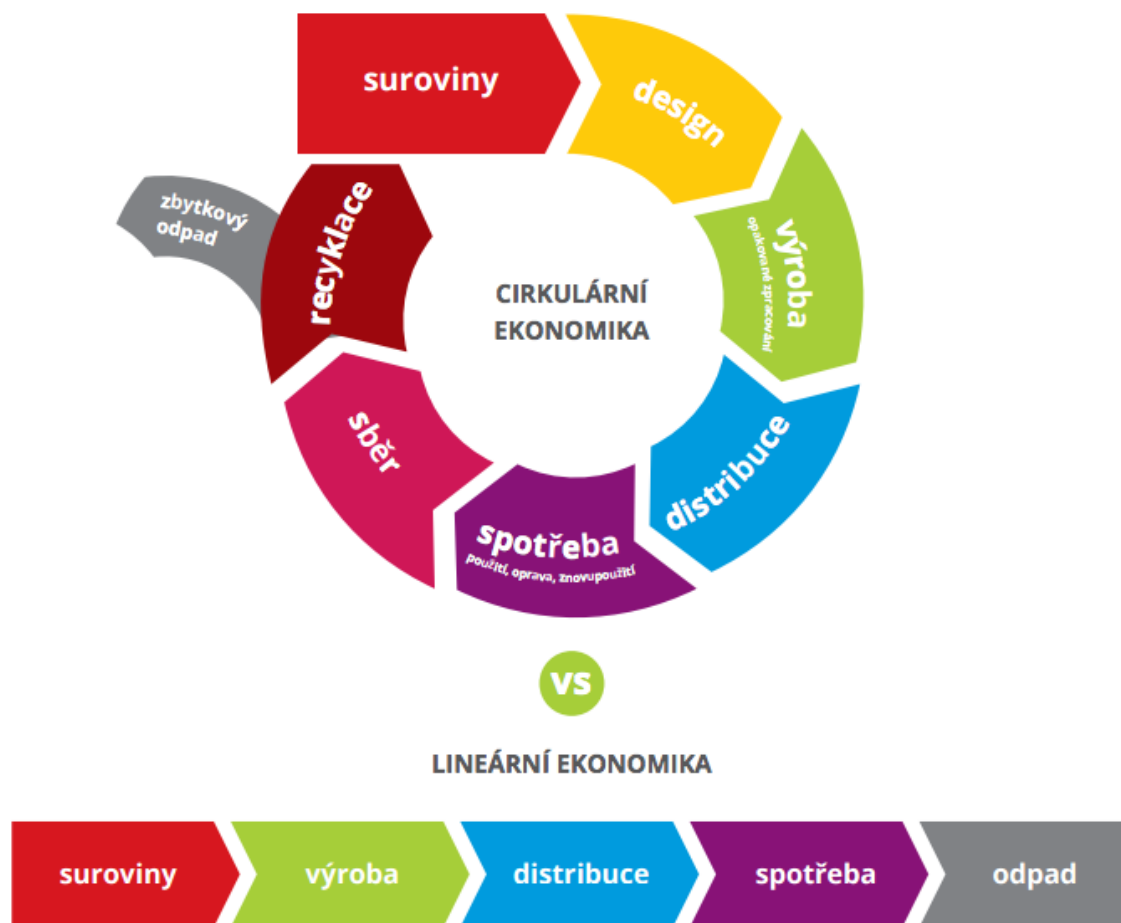 suroviny
design
výroba
opakované zpracování
distribuce
spotřeba
použití, oprava, znovupoužití
sběr
recyklace
zbytkový
odpad
CIRKULÁRNÍ
EKONOMIKA
VS
LINEÁRNÍ EKONOMIKA
suroviny
výroba
distribuce
spotřeba
odpad